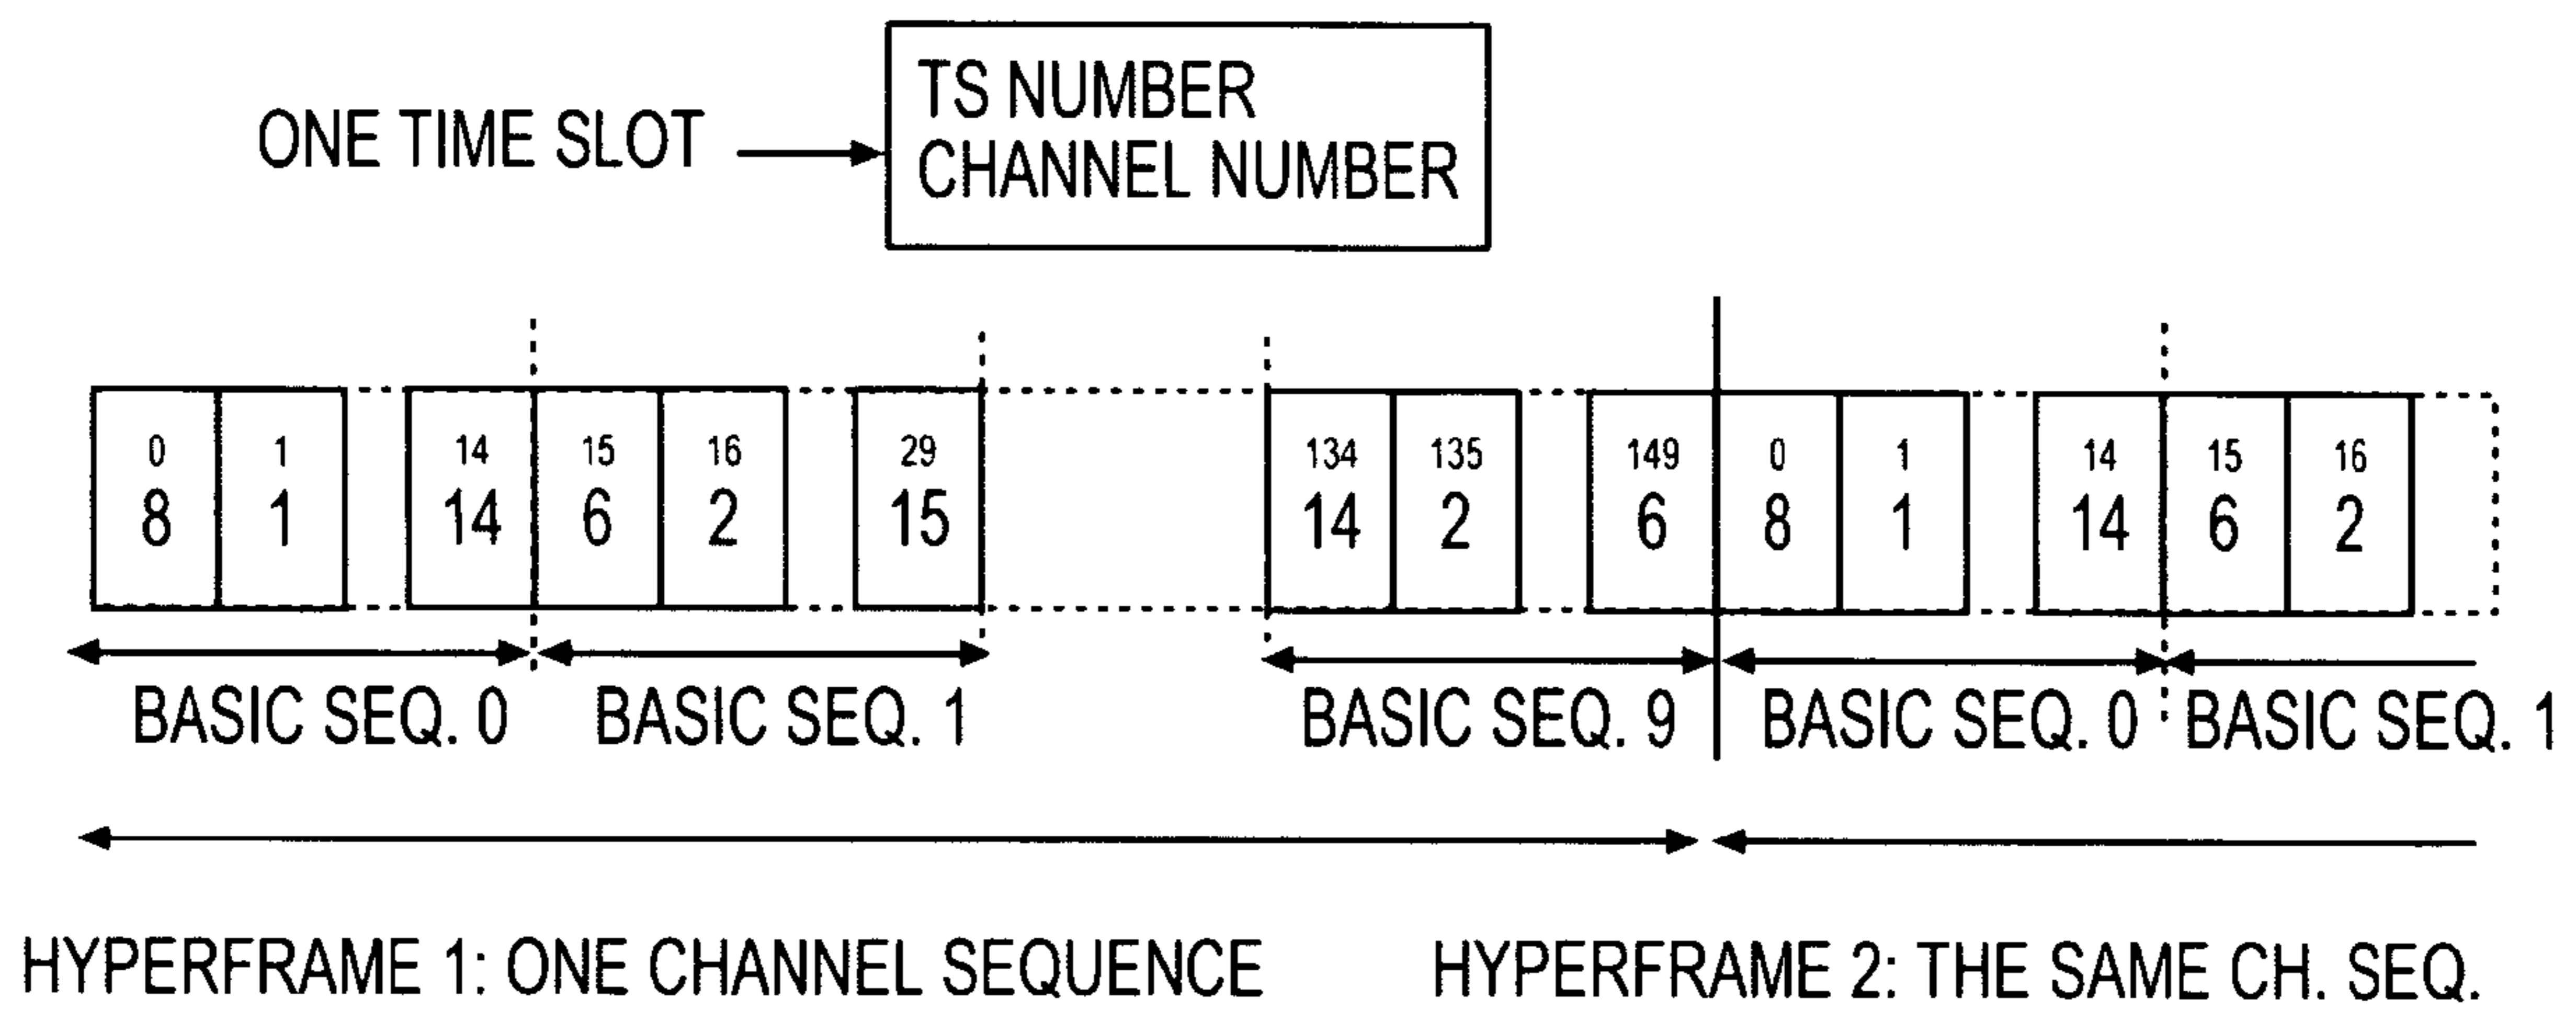 TS NUMBER
ONE TIME SLOT
CHANNEL NUMBER
0 1 14 15 16 29 134 135 149 0 1 14 15 16
8 1 14 6 2 15 14 2 6 8 1 14 6 2
BASIC SEQ. 0 BASIC SEQ. 1 BASIC SEQ. 9 BASIC SEQ. 0 BASIC SEQ. 1
HYPERFRAME 1: ONE CHANNEL SEQUENCE HYPERFRAME 2: THE SAME CH. SEQ.